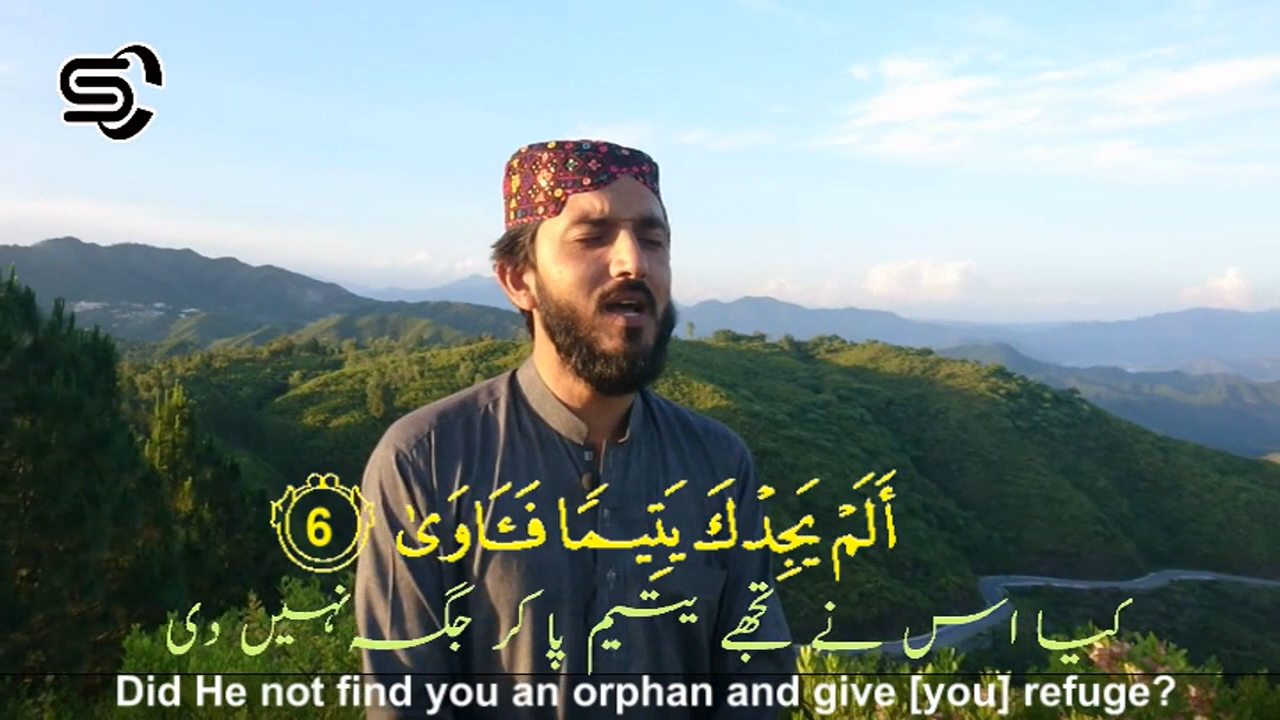 SC
أَلَمْ يَجِدْكَ يَتِيمًا فَـَٔاوَىٰ 6
کیا اس نے تجھے یتیم پا کر جگہ نہیں دی
Did He not find you an orphan and give [you] refuge?